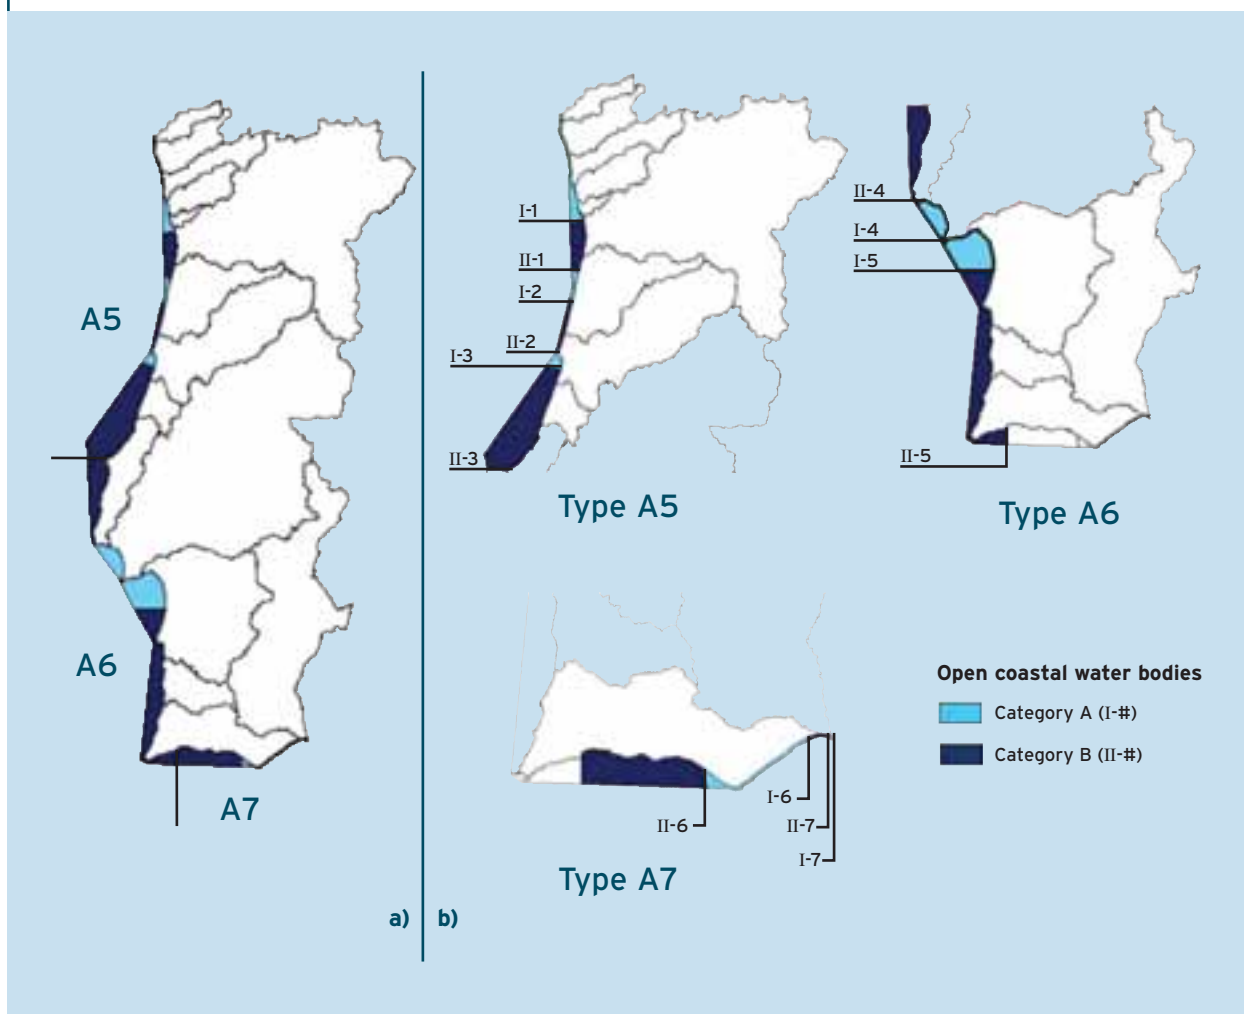 A5
A6
A7
a)
b)
I-1
II-1
I-2
II-2
I-3
II-3
Type A5
II-4
I-4
I-5
II-5
Type A6
I-6
II-6
II-7
I-7
Type A7
Open coastal water bodies
Category A (I-#)
Category B (II-#)